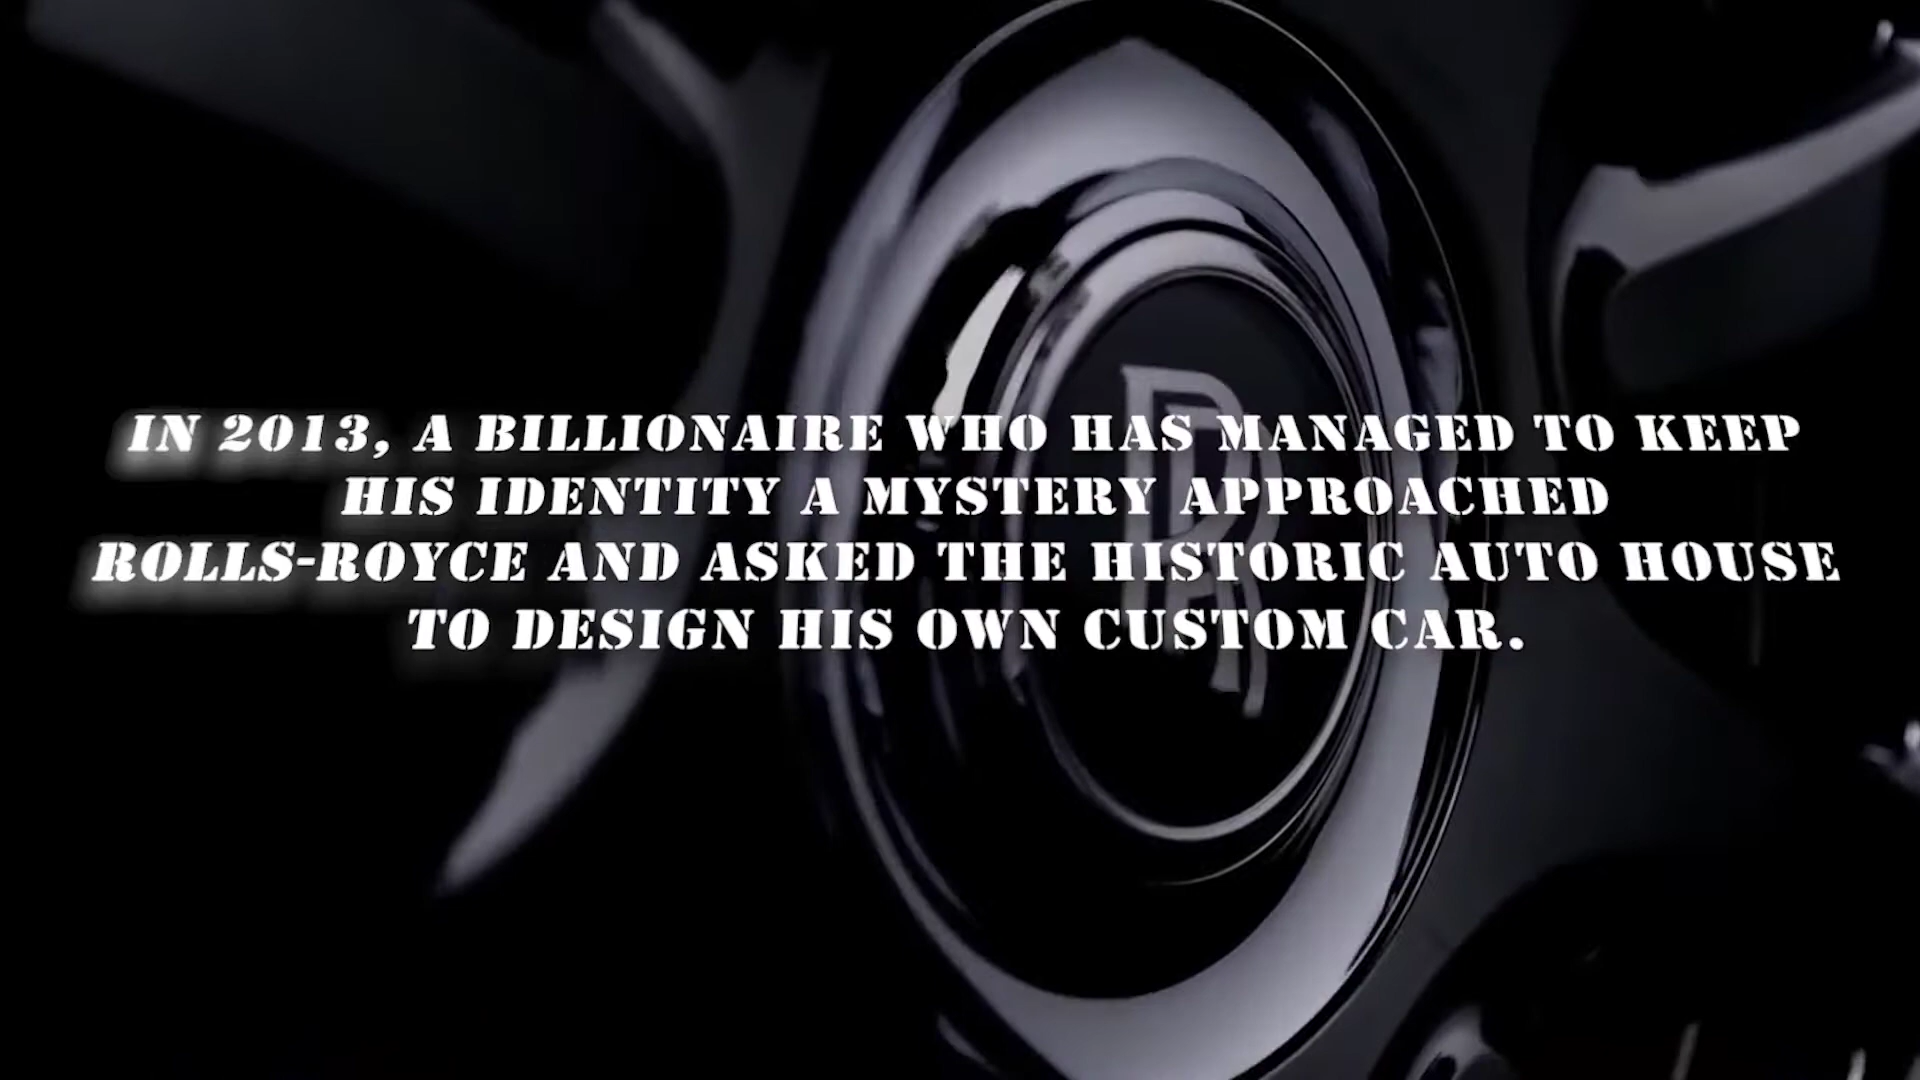 IN 2013, A BILLIONAIRE WHO HAS MANAGED TO KEEP
HIS IDENTITY A MYSTERY APPROACHED
ROLLS-ROYCE AND ASKED THE HISTORIC AUTO HOUSE
TO DESIGN HIS OWN CUSTOM CAR.
RR